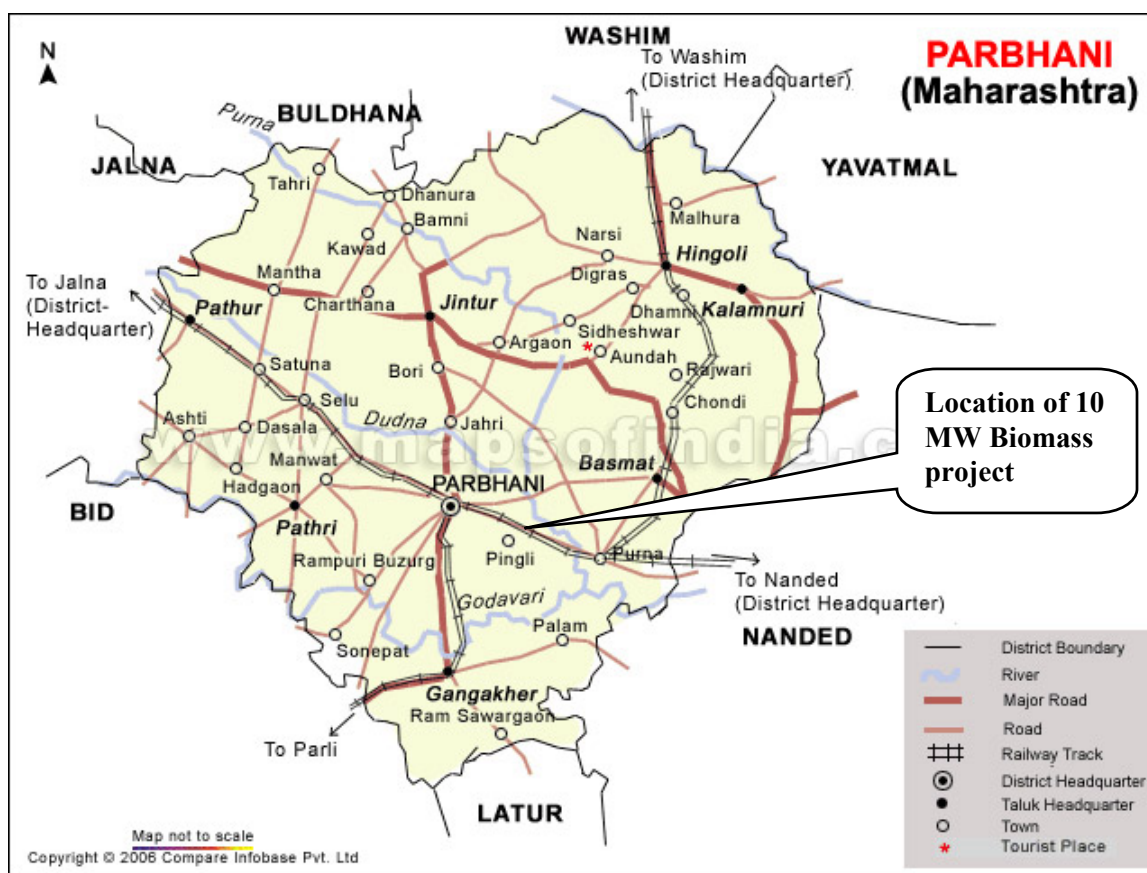 N
WASHIM
To Washim
(District Headquarter)
PARBHANI
(Maharashtra)
Purna
BULDHANA
JALNA
YAVATMAL
Tahri
Dhanura
Bamni
Kawad
Malhura
Narsi
Hingoli
Digras
To Jalna
(District-
Headquarter)
Mantha
Pathur
Charthana
Jintur
Dhamni
Kalamnuri
Sidheshwar
Argaon
* Aundah
Satuna
Bori
Rajwari
Selu
Chondi
Location of 10
MW Biomass
project
Ashti
Dasala
Dudna
Jahri
www.mapsofindia.c
Manwat
Basmat
Hadgaon
PARBHANI
BID
Pathri
Pingli
Purna
Rampuri Buzurg
To Nanded
(District Headquarter)
Godavari
Palam
NANDED
Sonepat
Gangakher
Ram Sawargaon
To Parli
LATUR
District Boundary
River
Major Road
Road
Railway Track
District Headquarter
Taluk Headquarter
Town
* Tourist Place
Map not to scale
Copyright © 2006 Compare Infobase Pvt. Ltd